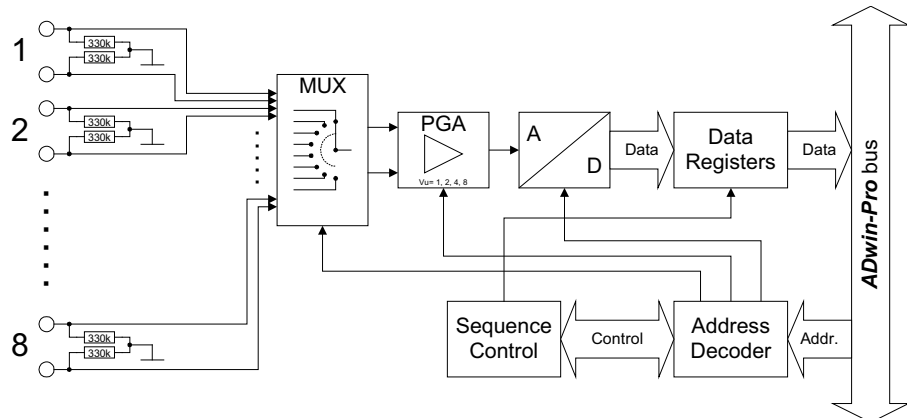 1
330k
330k
2
330k
330k
8
330k
330k
MUX
PGA
Vu= 1, 2, 4, 8
A
D
Data
Data
Registers
Data
ADwin-Pro bus
Sequence
Control
Control
Address
Decoder
Addr.